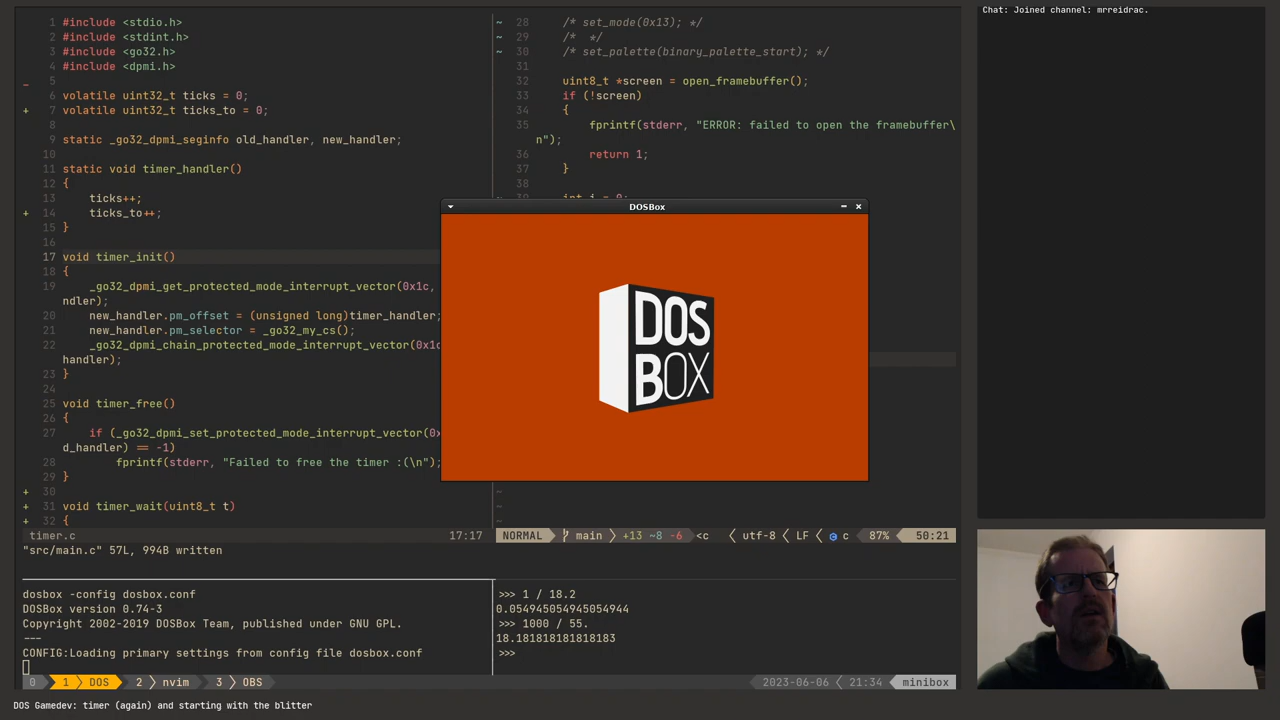 1 #include <stdio.h>
2 #include <stdint.h>
3 #include <go32.h>
4 #include <dpmi.h>
_ 5
6 volatile uint32_t ticks = 0;
+ 7 volatile uint32_t ticks_to = 0;
8
9 static _go32_dpmi_seginfo old_handler, new_handler;
10
11 static void timer_handler()
12 {
13 ticks++;
+ 14 ticks_to++;
15 }
16
17 void timer_init()
18 {
19 _go32_dpmi_get_protected_mode_interrupt_vector(0x1c,
ndler);
20 new_handler.pm_offset = (unsigned long)timer_handler;
21 new_handler.pm_selector = _go32_my_cs();
22 _go32_dpmi_chain_protected_mode_interrupt_vector(0x1c
handler);
23 }
24
25 void timer_free()
26 {
27 if (_go32_dpmi_set_protected_mode_interrupt_vector(0x
d_handler) == -1)
28 fprintf(stderr, "Failed to free the timer :(\n");
29 }
+ 30
+ 31 void timer_wait(uint8_t t)
+ 32 {
timer.c 17:17
"src/main.c" 57L, 994B written
~ 28 /* set_mode(0x13); */
~ 29 /* */
~ 30 /* set_palette(binary_palette_start); */
31
32 uint8_t *screen = open_framebuffer();
33 if (!screen)
34 {
35 fprintf(stderr, "ERROR: failed to open the framebuffer\
n");
36 return 1;
37 }
38
39 int i = 0;
DOSBox
DOS
BOX
~
~
~
NORMAL main +13 ~8 -6 <c utf-8 < LF < c 87% 50:21
dosbox -config dosbox.conf
DOSBox version 0.74-3
Copyright 2002-2019 DOSBox Team, published under GNU GPL.
---
CONFIG:Loading primary settings from config file dosbox.conf
>>> 1 / 18.2
0.054945054945054944
>>> 1000 / 55.
18.181818181818183
>>>
0 1 DOS 2 > nvim 3 > OBS 2023-06-06 < 21:34 minibox
DOS Gamedev: timer (again) and starting with the blitter
Chat: Joined channel: mrreidrac.